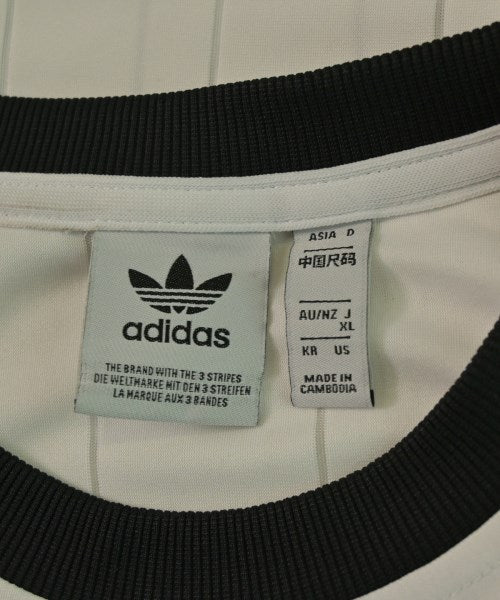 adidas
THE BRAND WITH THE 3 STRIPES
DIE WELTMARKE MIT DEN 3 STREIFEN
LA MARQUE AUX 3 BANDES
ASIA D
中国尺码
AU/NZ J
XL
KR US
MADE IN
CAMBODIA